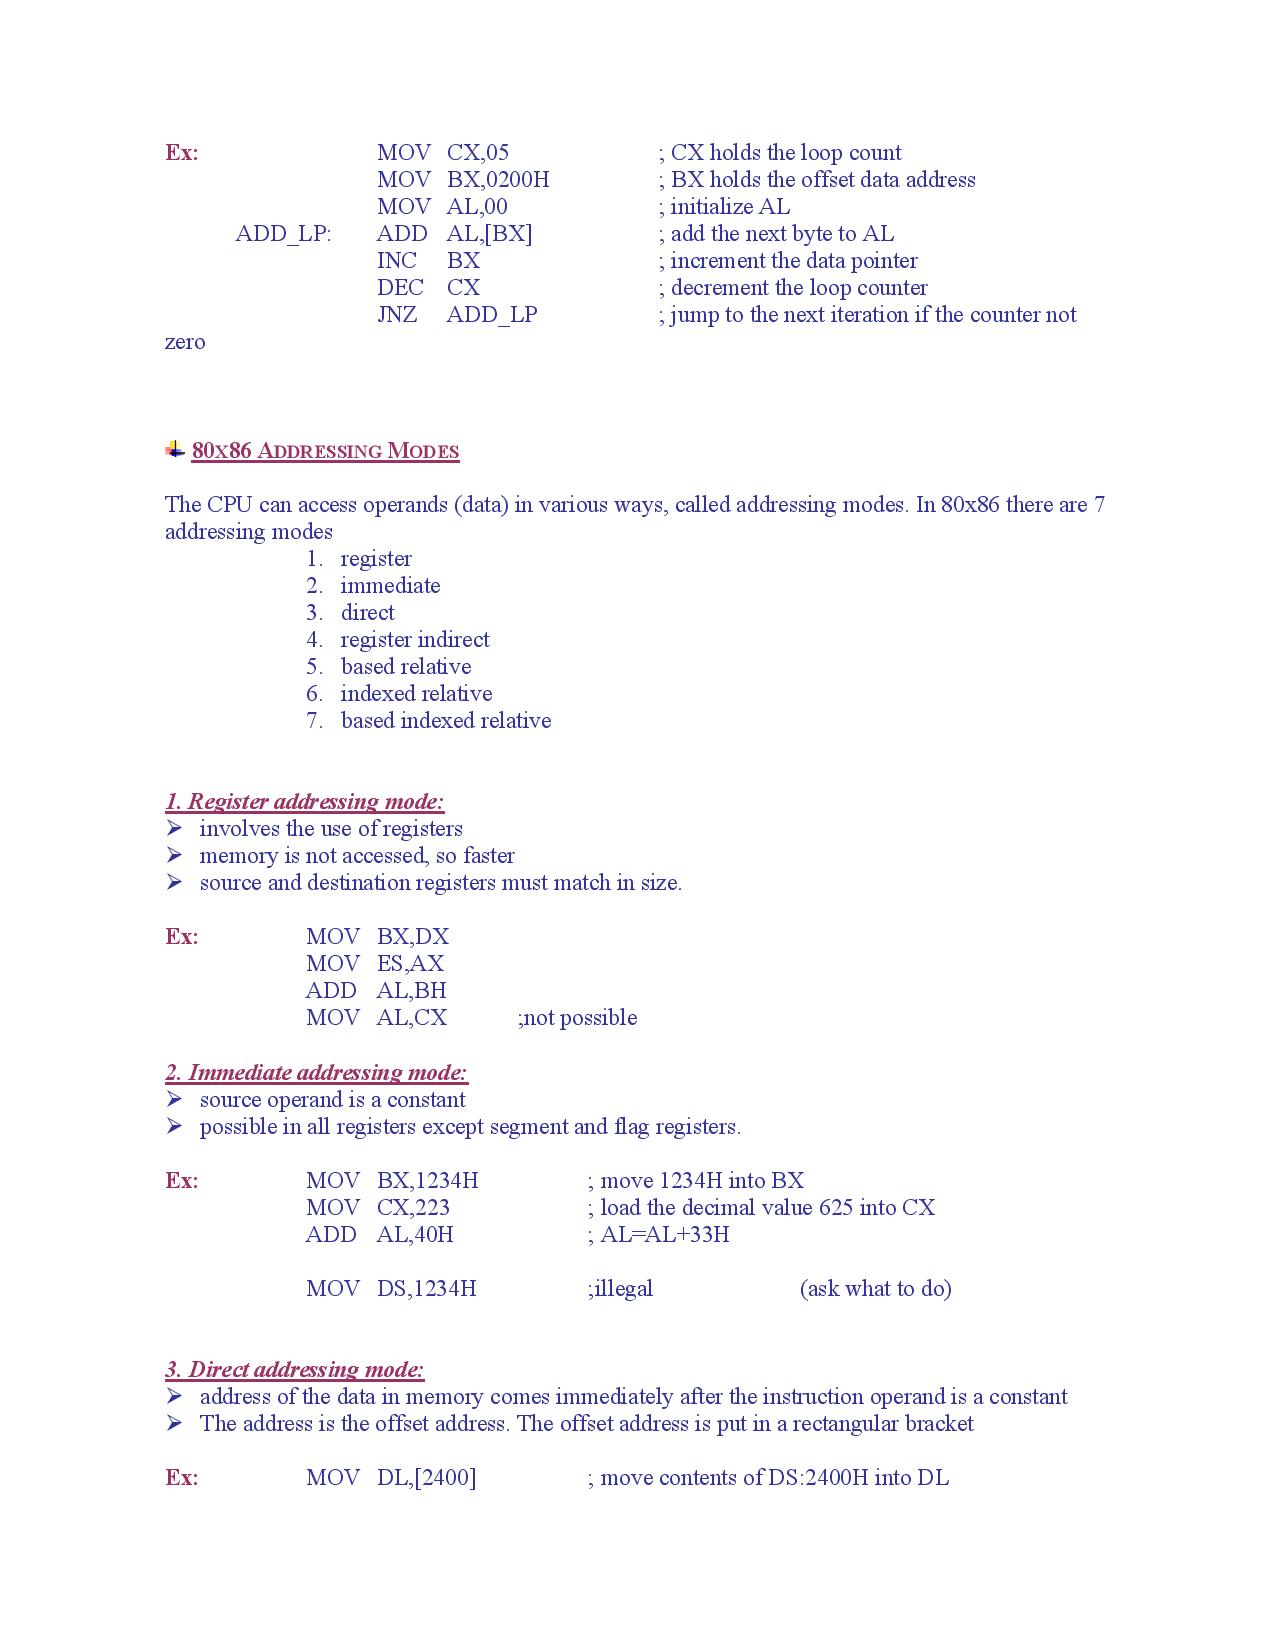 Ex: MOV CX,05 ; CX holds the loop count
MOV BX,0200H ; BX holds the offset data address
MOV AL,00 ; initialize AL
ADD_LP: ADD AL,[BX] ; add the next byte to AL
INC BX ; increment the data pointer
DEC CX ; decrement the loop counter
JNZ ADD_LP ; jump to the next iteration if the counter not
zero
80X86 ADDRESSING MODES
The CPU can access operands (data) in various ways, called addressing modes. In 80x86 there are 7
addressing modes
1. register
2. immediate
3. direct
4. register indirect
5. based relative
6. indexed relative
7. based indexed relative
1. Register addressing mode:
➢ involves the use of registers
➢ memory is not accessed, so faster
➢ source and destination registers must match in size.
Ex: MOV BX,DX
MOV ES,AX
ADD AL,BH
MOV AL,CX ;not possible
2. Immediate addressing mode:
➢ source operand is a constant
➢ possible in all registers except segment and flag registers.
Ex: MOV BX,1234H ; move 1234H into BX
MOV CX,223 ; load the decimal value 625 into CX
ADD AL,40H ; AL=AL+33H
MOV DS,1234H ;illegal (ask what to do)
3. Direct addressing mode:
➢ address of the data in memory comes immediately after the instruction operand is a constant
➢ The address is the offset address. The offset address is put in a rectangular bracket
Ex: MOV DL,[2400] ; move contents of DS:2400H into DL